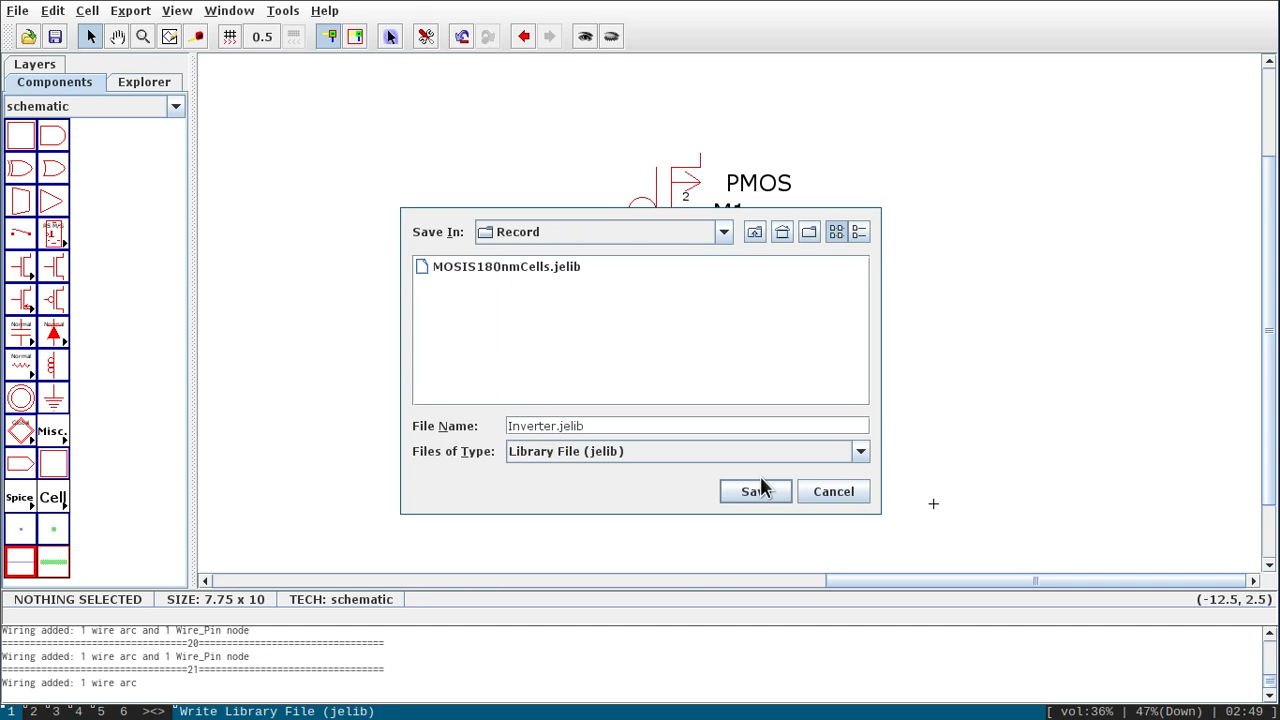 File Edit Cell Export View Window Tools Help
0.5
Layers
Components Explorer
schematic
PMOS
2
Save In: Record
MOSIS180nmCells.jelib
File Name: Inverter.jelib
Files of Type: Library File (jelib)
Cancel
Normal
Normal
Normal
Misc.
Spice Cell
NOTHING SELECTED SIZE: 7.75 x 10 TECH: schematic (-12.5, 2.5)
Wiring added: 1 wire arc and 1 Wire_Pin node
================================20================================
Wiring added: 1 wire arc and 1 Wire_Pin node
================================21================================
Wiring added: 1 wire arc
1 2 3 4 5 6 ><> Write Library File (jelib) [ vol:36% | 47%(Down) | 02:49 ]